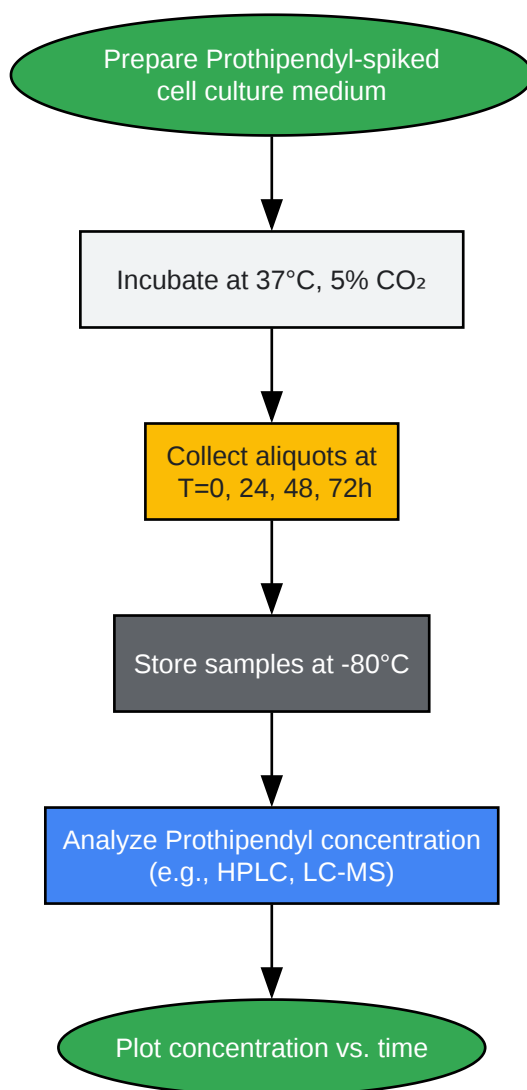 Prepare Prothipendyl-spiked
cell culture medium
Incubate at 37°C, 5% CO₂
Collect aliquots at
T=0, 24, 48, 72h
Store samples at -80°C
Analyze Prothipendyl concentration
(e.g., HPLC, LC-MS)
Plot concentration vs. time